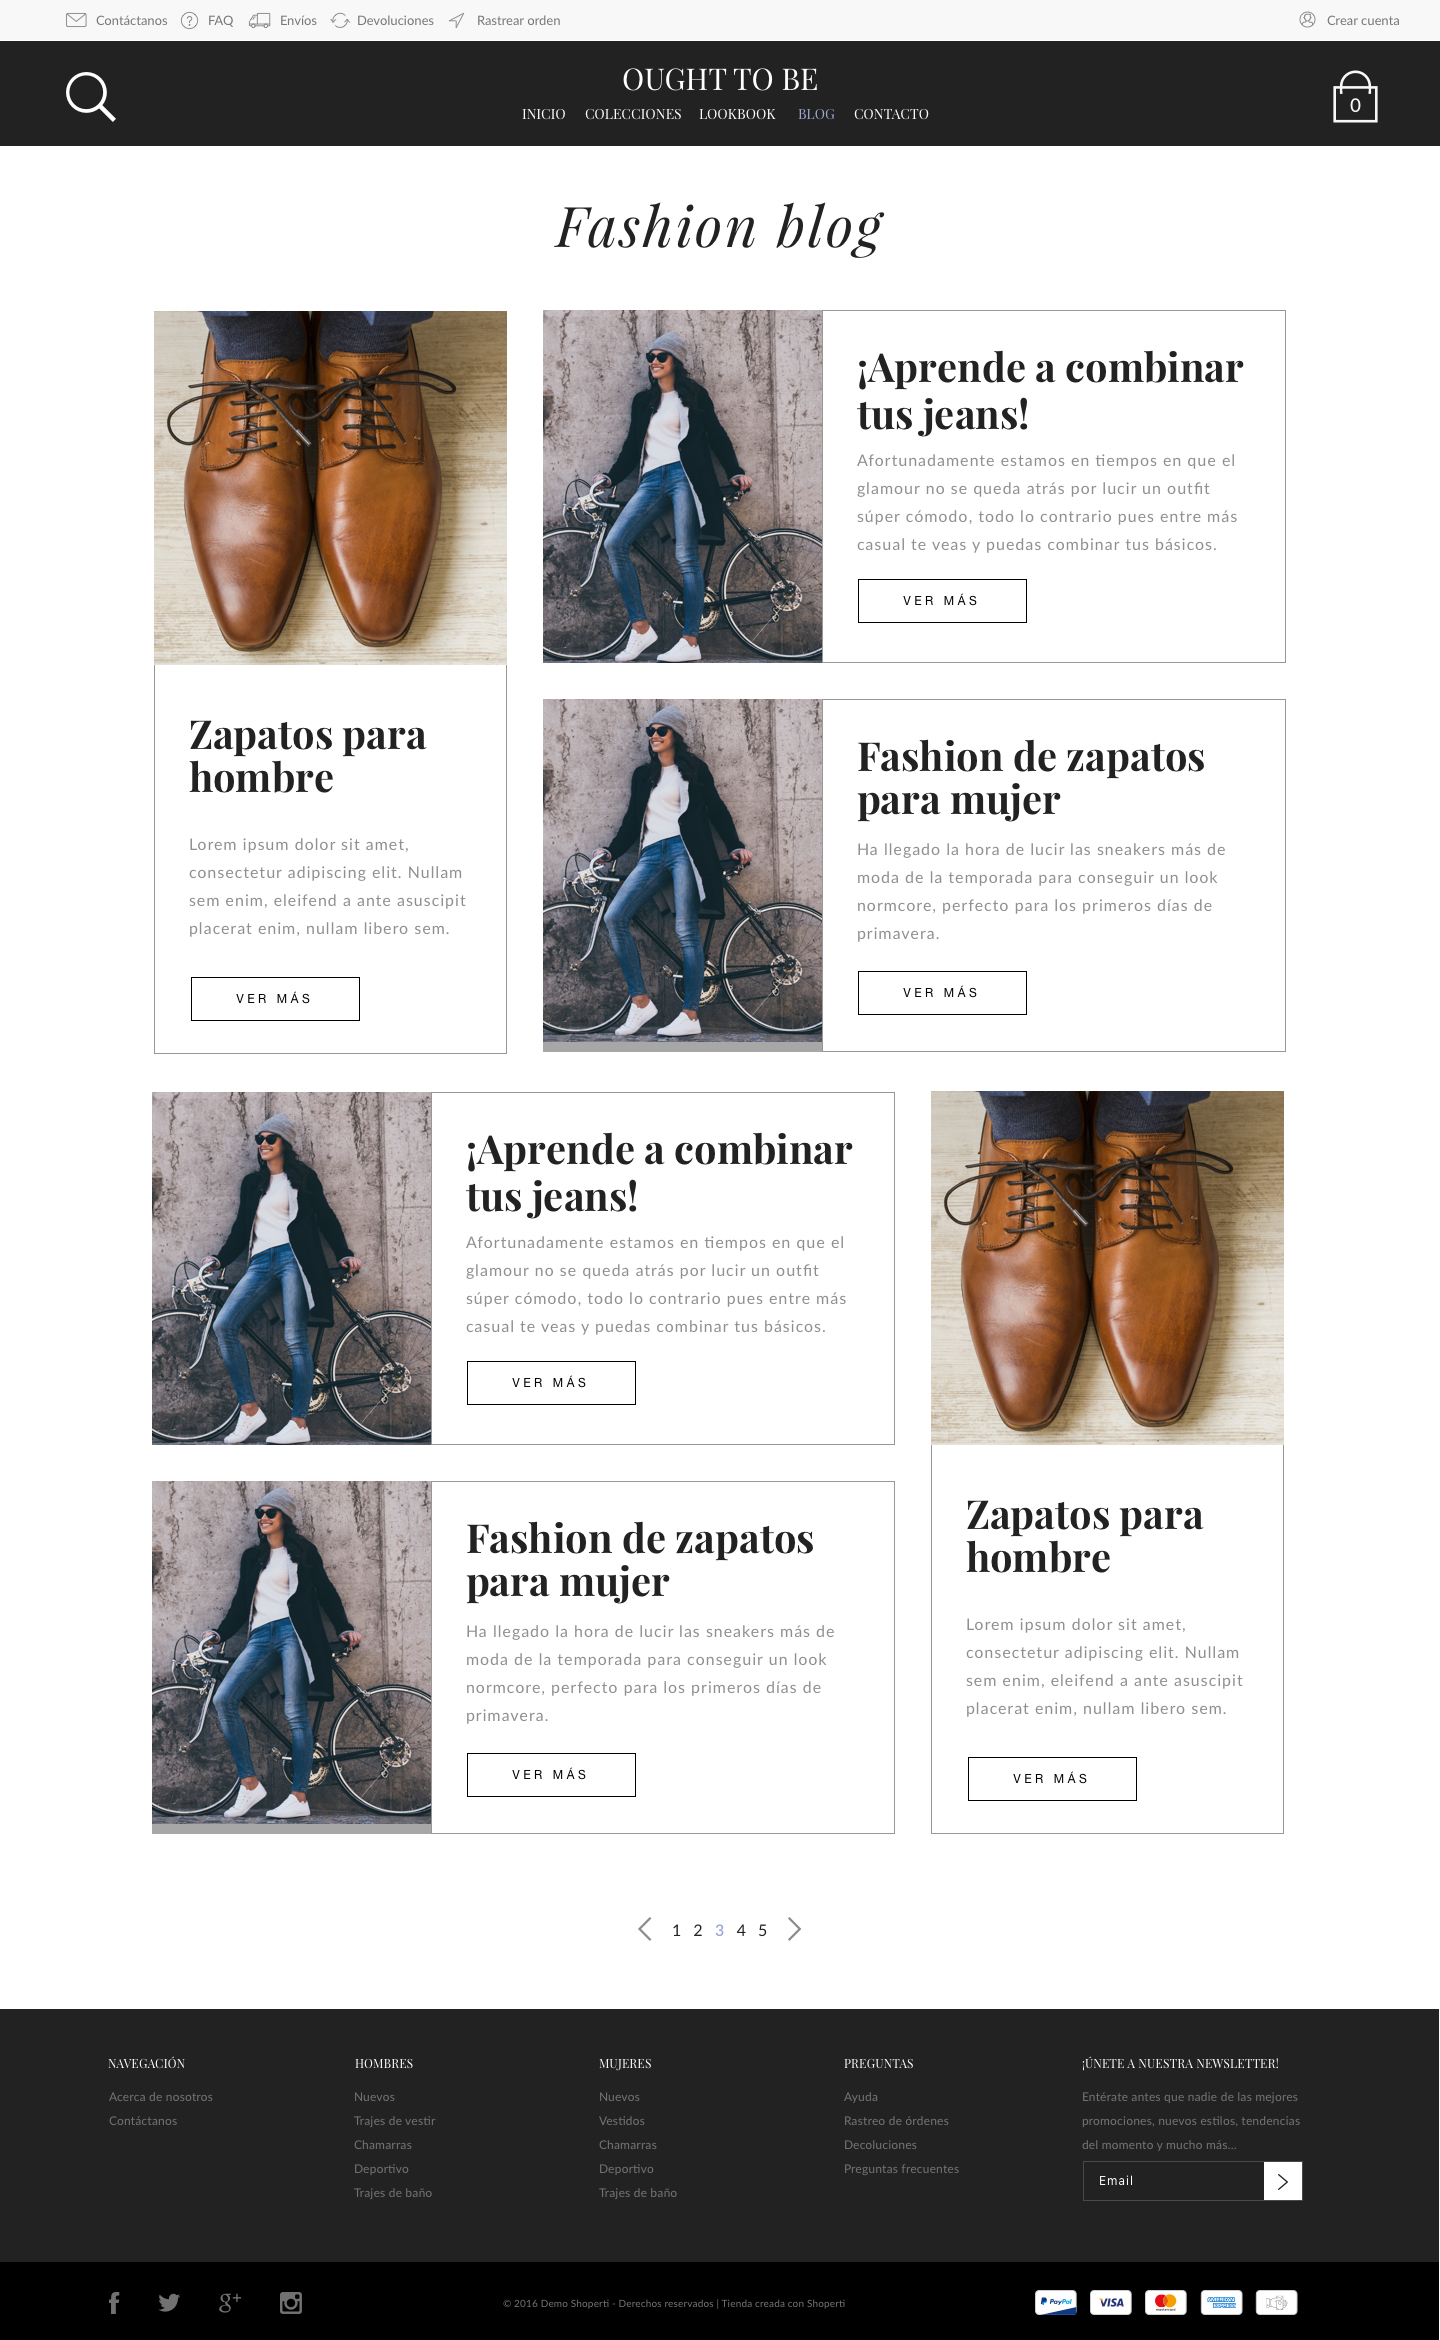 Contáctanos FAQ Envíos Devoluciones Rastrear orden Crear cuenta
OUGHT TO BE
0
INICIO COLECCIONES LOOKBOOK BLOG CONTACTO
Fashion blog
Zapatos para
hombre
Lorem ipsum dolor sit amet,
consectetur adipiscing elit. Nullam
sem enim, eleifend a ante asuscipit
placerat enim, nullam libero sem.
VER MÁS
¡Aprende a combinar
tus jeans!
Afortunadamente estamos en tiempos en que el
glamour no se queda atrás por lucir un outfit
súper cómodo, todo lo contrario pues entre más
casual te veas y puedas combinar tus básicos.
VER MÁS
Fashion de zapatos
para mujer
Ha llegado la hora de lucir las sneakers más de
moda de la temporada para conseguir un look
normcore, perfecto para los primeros días de
primavera.
VER MÁS
¡Aprende a combinar
tus jeans!
Afortunadamente estamos en tiempos en que el
glamour no se queda atrás por lucir un outfit
súper cómodo, todo lo contrario pues entre más
casual te veas y puedas combinar tus básicos.
VER MÁS
Fashion de zapatos
para mujer
Ha llegado la hora de lucir las sneakers más de
moda de la temporada para conseguir un look
normcore, perfecto para los primeros días de
primavera.
VER MÁS
Zapatos para
hombre
Lorem ipsum dolor sit amet,
consectetur adipiscing elit. Nullam
sem enim, eleifend a ante asuscipit
placerat enim, nullam libero sem.
VER MÁS
1 2 3 4 5
NAVEGACIÓN
Acerca de nosotros
Contáctanos
HOMBRES
Nuevos
Trajes de vestir
Chamarras
Deportivo
Trajes de baño
MUJERES
Nuevos
Vestidos
Chamarras
Deportivo
Trajes de baño
PREGUNTAS
Ayuda
Rastreo de órdenes
Decoluciones
Preguntas frecuentes
¡ÚNETE A NUESTRA NEWSLETTER!
Entérate antes que nadie de las mejores
promociones, nuevos estilos, tendencias
del momento y mucho más...
Email
© 2016 Demo Shoperti - Derechos reservados | Tienda creada con Shoperti
PayPal VISA mastercard AMERICAN EXPRESS